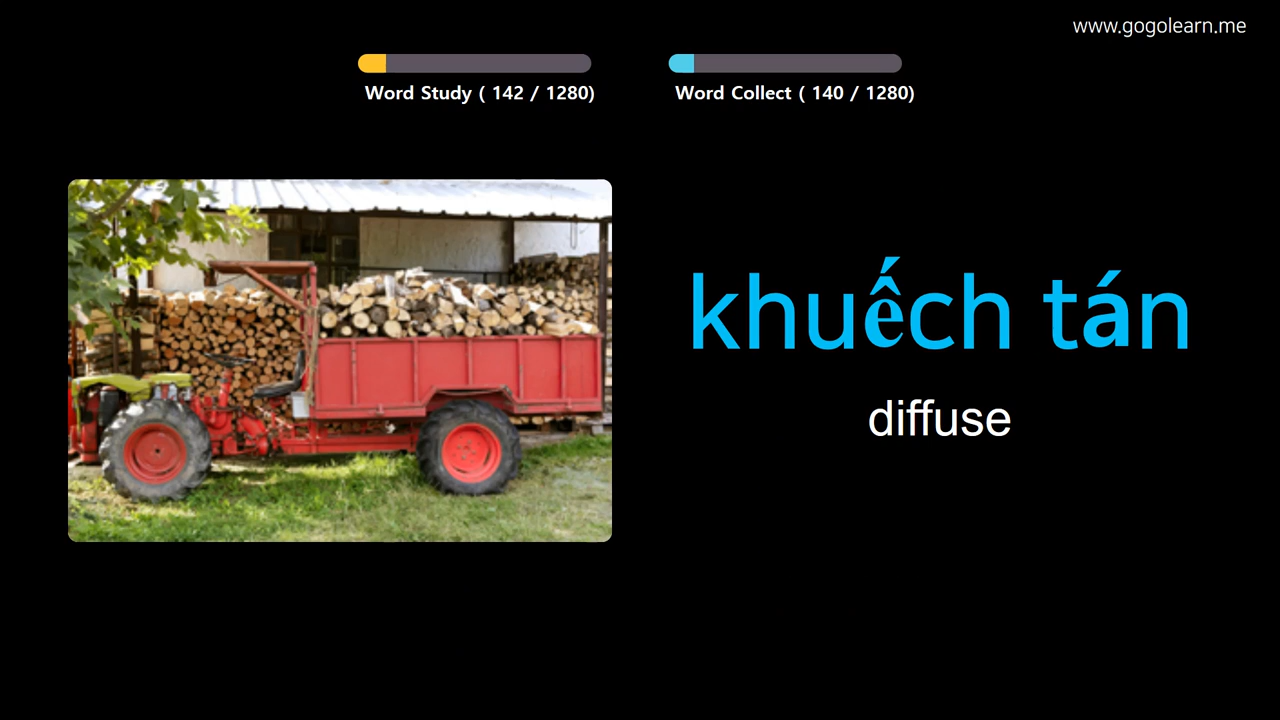 www.gogolearn.me
Word Study ( 142 / 1280)
Word Collect ( 140 / 1280)
khuếch tán
diffuse